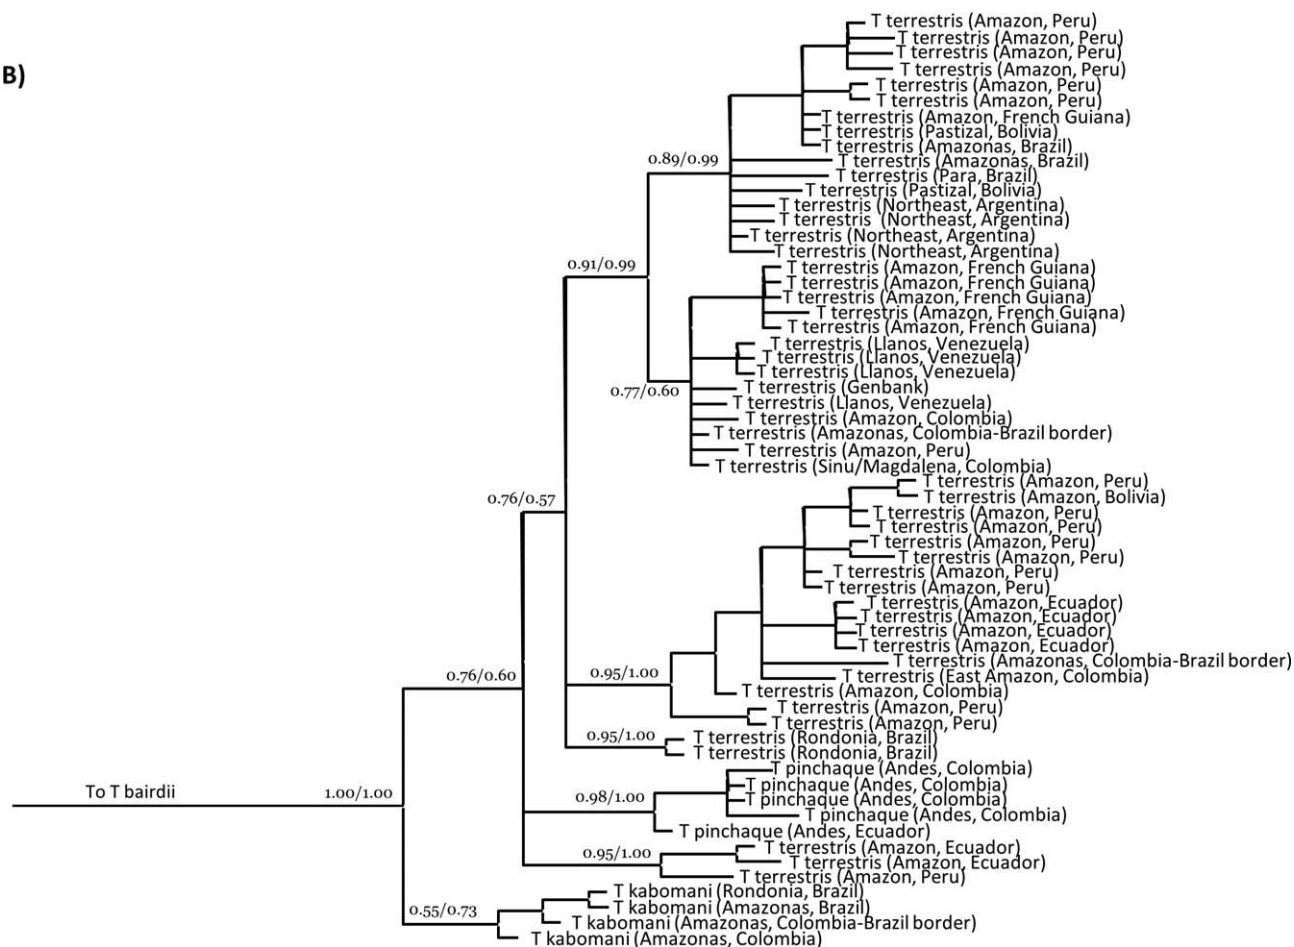 T terrestris (Amazon, Peru)
T terrestris (Amazon, Peru)
B)
T terrestris (Amazon, Peru)
T terrestris (Amazon, Peru)
T terrestris (Amazon, Peru)
T terrestris (Amazon, Peru)
T terrestris (Amazon, French Guiana)
T terrestris (Pastizal, Bolivia)
T terrestris (Amazonas, Brazil)
0.89/0.99
T terrestris (Amazonas, Brazil)
T terrestris (Para, Brazil)
T terrestris (Pastizal, Bolivia)
T terrestris (Northeast, Argentina)
T terrestris (Northeast, Argentina)
T terrestris (Northeast, Argentina)
T terrestris (Northeast, Argentina)
0.91/0.99
T terrestris (Amazon, French Guiana)
T terrestris (Amazon, French Guiana)
T terrestris (Amazon, French Guiana)
T terrestris (Amazon, French Guiana)
T terrestris (Amazon, French Guiana)
T terrestris (Llanos, Venezuela)
T terrestris (Llanos, Venezuela)
T terrestris (Llanos, Venezuela)
0.77/0.60
T terrestris (Genbank)
T terrestris (Llanos, Venezuela)
T terrestris (Amazon, Colombia)
T terrestris (Amazonas, Colombia-Brazil border)
T terrestris (Amazon, Peru)
T terrestris (Sinu/Magdalena, Colombia)
T terrestris (Amazon, Peru)
0.76/0.57
T terrestris (Amazon, Bolivia)
T terrestris (Amazon, Peru)
T terrestris (Amazon, Peru)
T terrestris (Amazon, Peru)
T terrestris (Amazon, Peru)
T terrestris (Amazon, Peru)
T terrestris (Amazon, Peru)
T terrestris (Amazon, Ecuador)
T terrestris (Amazon, Ecuador)
T terrestris (Amazon, Ecuador)
T terrestris (Amazon, Ecuador)
T terrestris (Amazonas, Colombia-Brazil border)
0.76/0.60
0.95/1.00
T terrestris (East Amazon, Colombia)
T terrestris (Amazon, Colombia)
T terrestris (Amazon, Peru)
T terrestris (Amazon, Peru)
0.95/1.00
T terrestris (Rondonia, Brazil)
T terrestris (Rondonia, Brazil)
T pinchaque (Andes, Colombia)
T pinchaque (Andes, Colombia)
To T bairdii
1.00/1.00
0.98/1.00
T pinchaque (Andes, Colombia)
T pinchaque (Andes, Colombia)
T pinchaque (Andes, Ecuador)
0.95/1.00
T terrestris (Amazon, Ecuador)
T terrestris (Amazon, Ecuador)
T terrestris (Amazon, Peru)
T kabomani (Rondonia, Brazil)
0.55/0.73
T kabomani (Amazonas, Brazil)
T kabomani (Amazonas, Colombia-Brazil border)
T kabomani (Amazonas, Colombia)